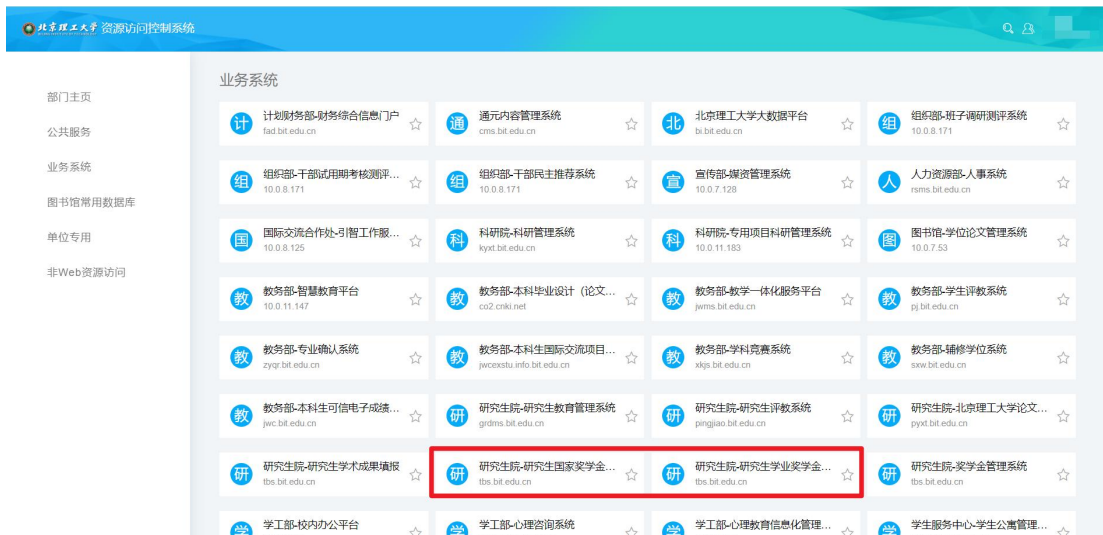 北京理工大学 资源访问控制系统
部门主页
公共服务
业务系统
图书馆常用数据库
单位专用
非Web资源访问
业务系统
计 计划财务部-财务综合信息门户
fad.bit.edu.cn
通 通元内容管理系统
cms.bit.edu.cn
北 北京理工大学大数据平台
bi.bit.edu.cn
组 组织部-班子调研测评系统
10.0.8.171
组 组织部-干部试用期考核测评...
10.0.8.171
组 组织部-干部民主推荐系统
10.0.8.171
宣 宣传部-媒资管理系统
10.0.7.128
人 人力资源部-人事系统
rsms.bit.edu.cn
国 国际交流合作处-引智工作服...
10.0.8.125
科 科研院-科研管理系统
kyxt.bit.edu.cn
科 科研院-专用项目科研管理系统
10.0.11.183
图 图书馆-学位论文管理系统
10.0.7.53
教 教务部-智慧教育平台
10.0.11.147
教 教务部-本科毕业设计（论文...
co2.cnki.net
教 教务部-教学一体化服务平台
jwms.bit.edu.cn
教 教务部-学生评教系统
pj.bit.edu.cn
教 教务部-专业确认系统
zyqr.bit.edu.cn
教 教务部-本科生国际交流项目...
jwcexstu.info.bit.edu.cn
教 教务部-学科竞赛系统
xkjs.bit.edu.cn
教 教务部-辅修学位系统
sxw.bit.edu.cn
教 教务部-本科生可信电子成绩...
jwc.bit.edu.cn
研 研究生院-研究生教育管理系统
grdms.bit.edu.cn
研 研究生院-研究生评教系统
pingjiao.bit.edu.cn
研 研究生院-北京理工大学论文...
pyxt.bit.edu.cn
研 研究生院-研究生学术成果填报
tbs.bit.edu.cn
研 研究生院-研究生国家奖学金...
tbs.bit.edu.cn
研 研究生院-研究生学业奖学金...
tbs.bit.edu.cn
研 研究生院-奖学金管理系统
tbs.bit.edu.cn
学 学工部-校内办公平台
学 学工部-心理咨询系统
学 学工部-心理教育信息化管理...
学 学生服务中心-学生公寓管理...